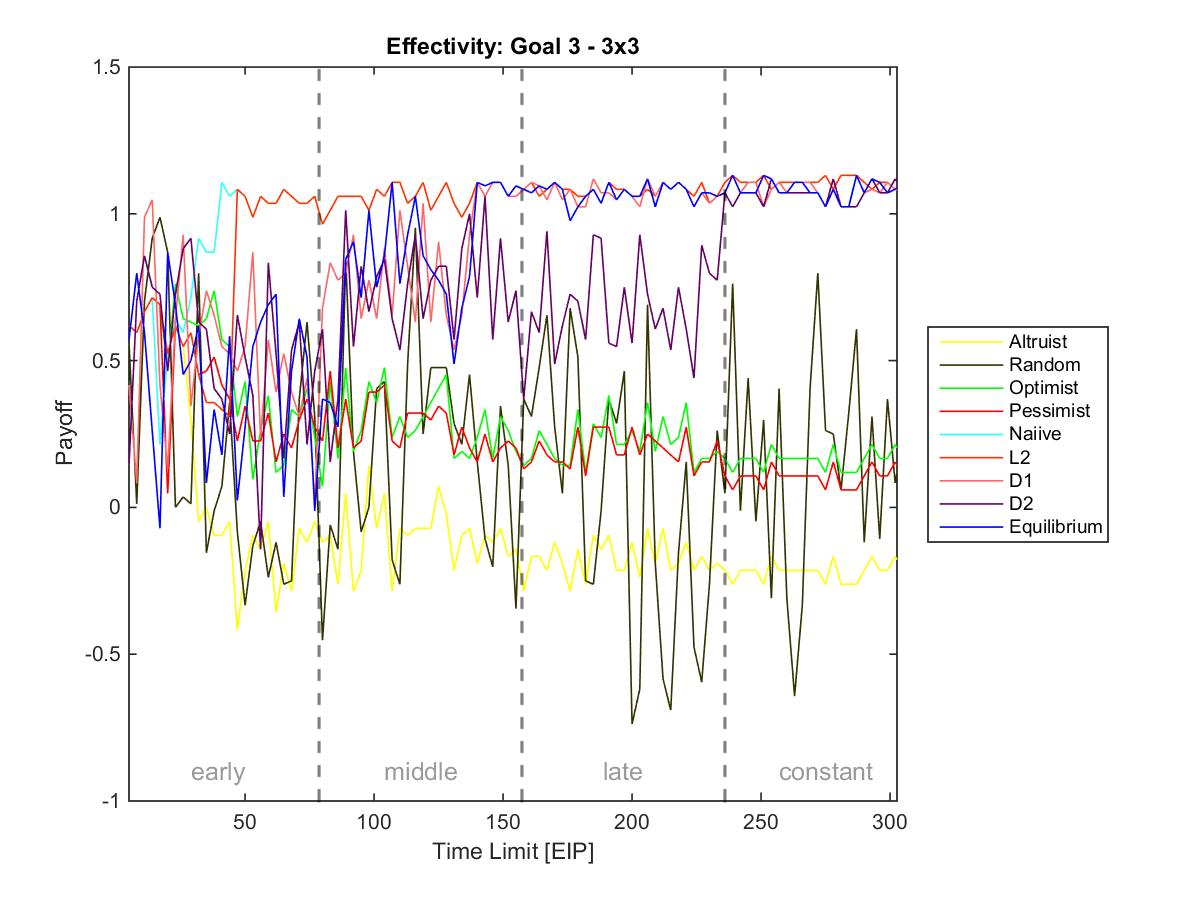 Effectivity: Goal 3 - 3x3
1.5
1
0.5
0
-0.5
-1
Payoff
early middle late constant
50 100 150 200 250 300
Time Limit [EIP]
Altruist
Random
Optimist
Pessimist
Naiive
L2
D1
D2
Equilibrium